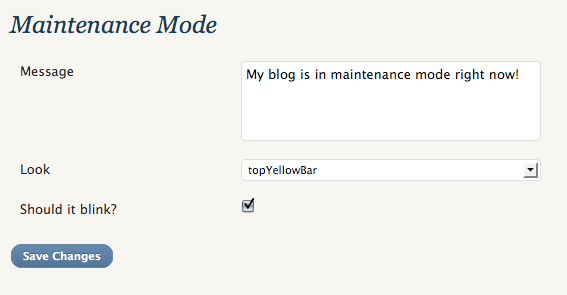 Maintenance Mode
Message
My blog is in maintenance mode right now!
Look
topYellowBar
Should it blink?
Save Changes